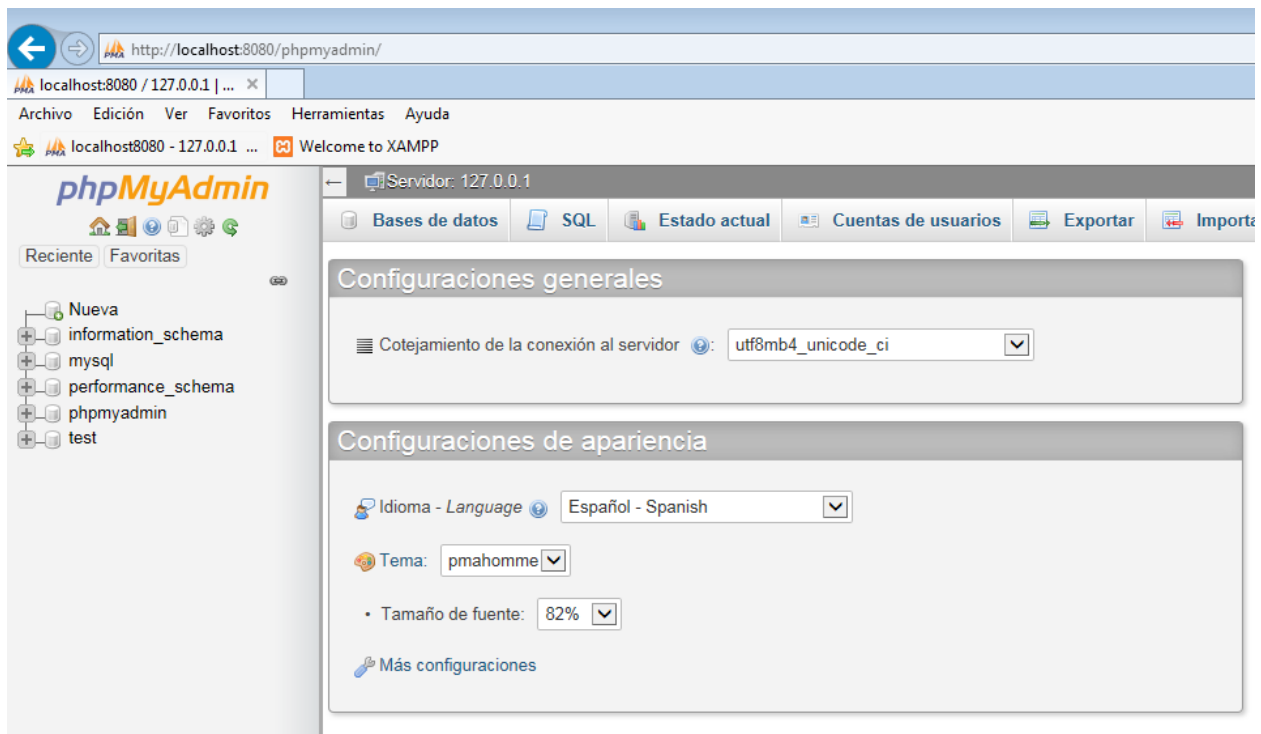 http://localhost:8080/phpmyadmin/
localhost:8080 / 127.0.0.1 | ... ×
Archivo Edición Ver Favoritos Herramientas Ayuda
localhost8080 - 127.0.0.1 ... Welcome to XAMPP
phpMyAdmin
Reciente Favoritas
Nueva
information_schema
mysql
performance_schema
phpmyadmin
test
← Servidor: 127.0.0.1
Bases de datos SQL Estado actual Cuentas de usuarios Exportar Importa
Configuraciones generales
Cotejamiento de la conexión al servidor : utf8mb4_unicode_ci
Configuraciones de apariencia
Idioma - Language Español - Spanish
Tema: pmahomme
• Tamaño de fuente: 82%
Más configuraciones